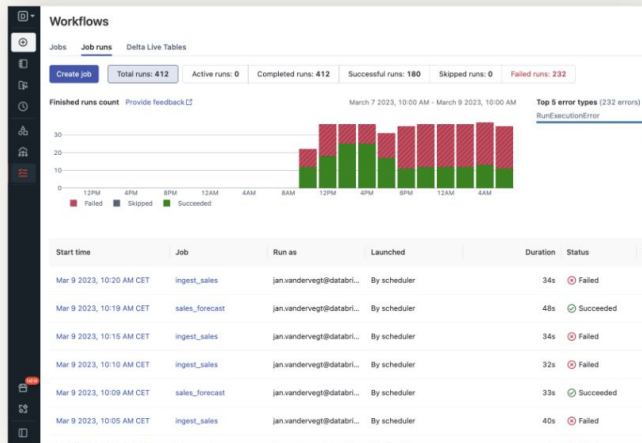 D
Workflows
Jobs Job runs Delta Live Tables
Create job Total runs: 412 Active runs: 0 Completed runs: 412 Successful runs: 180 Skipped runs: 0 Failed runs: 232
Finished runs count Provide feedback March 7 2023, 10:00 AM - March 9 2023, 10:00 AM Top 5 error types (232 errors)
RunExecutionError
30
20
10
0
12PM 4PM 8PM 12AM 4AM 8AM 12PM 4PM 8PM 12AM 4AM
Failed Skipped Succeeded
Start time Job Run as Launched Duration Status
Mar 9 2023, 10:20 AM CET ingest_sales jan.vandervegt@databri... By scheduler 34s Failed
Mar 9 2023, 10:19 AM CET sales_forecast jan.vandervegt@databri... By scheduler 48s Succeeded
Mar 9 2023, 10:15 AM CET ingest_sales jan.vandervegt@databri... By scheduler 34s Failed
Mar 9 2023, 10:10 AM CET ingest_sales jan.vandervegt@databri... By scheduler 32s Failed
Mar 9 2023, 10:09 AM CET sales_forecast jan.vandervegt@databri... By scheduler 33s Succeeded
Mar 9 2023, 10:05 AM CET ingest_sales jan.vandervegt@databri... By scheduler 40s Failed